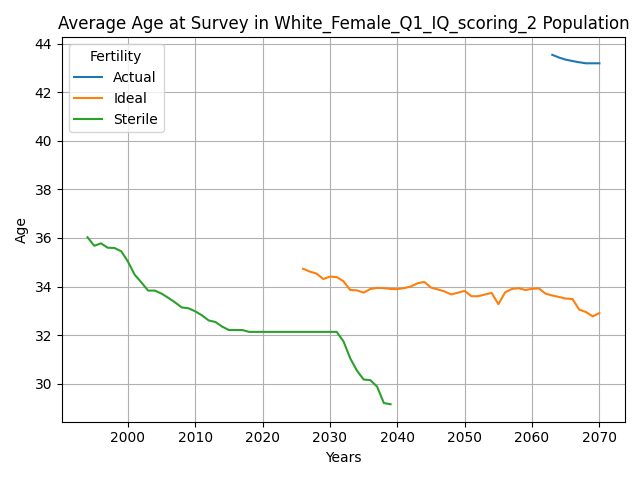 Average Age at Survey in White_Female_Q1_IQ_scoring_2 Population
Fertility
Actual
Ideal
Sterile
Age
44
42
40
38
36
34
32
30
2000 2010 2020 2030 2040 2050 2060 2070
Years